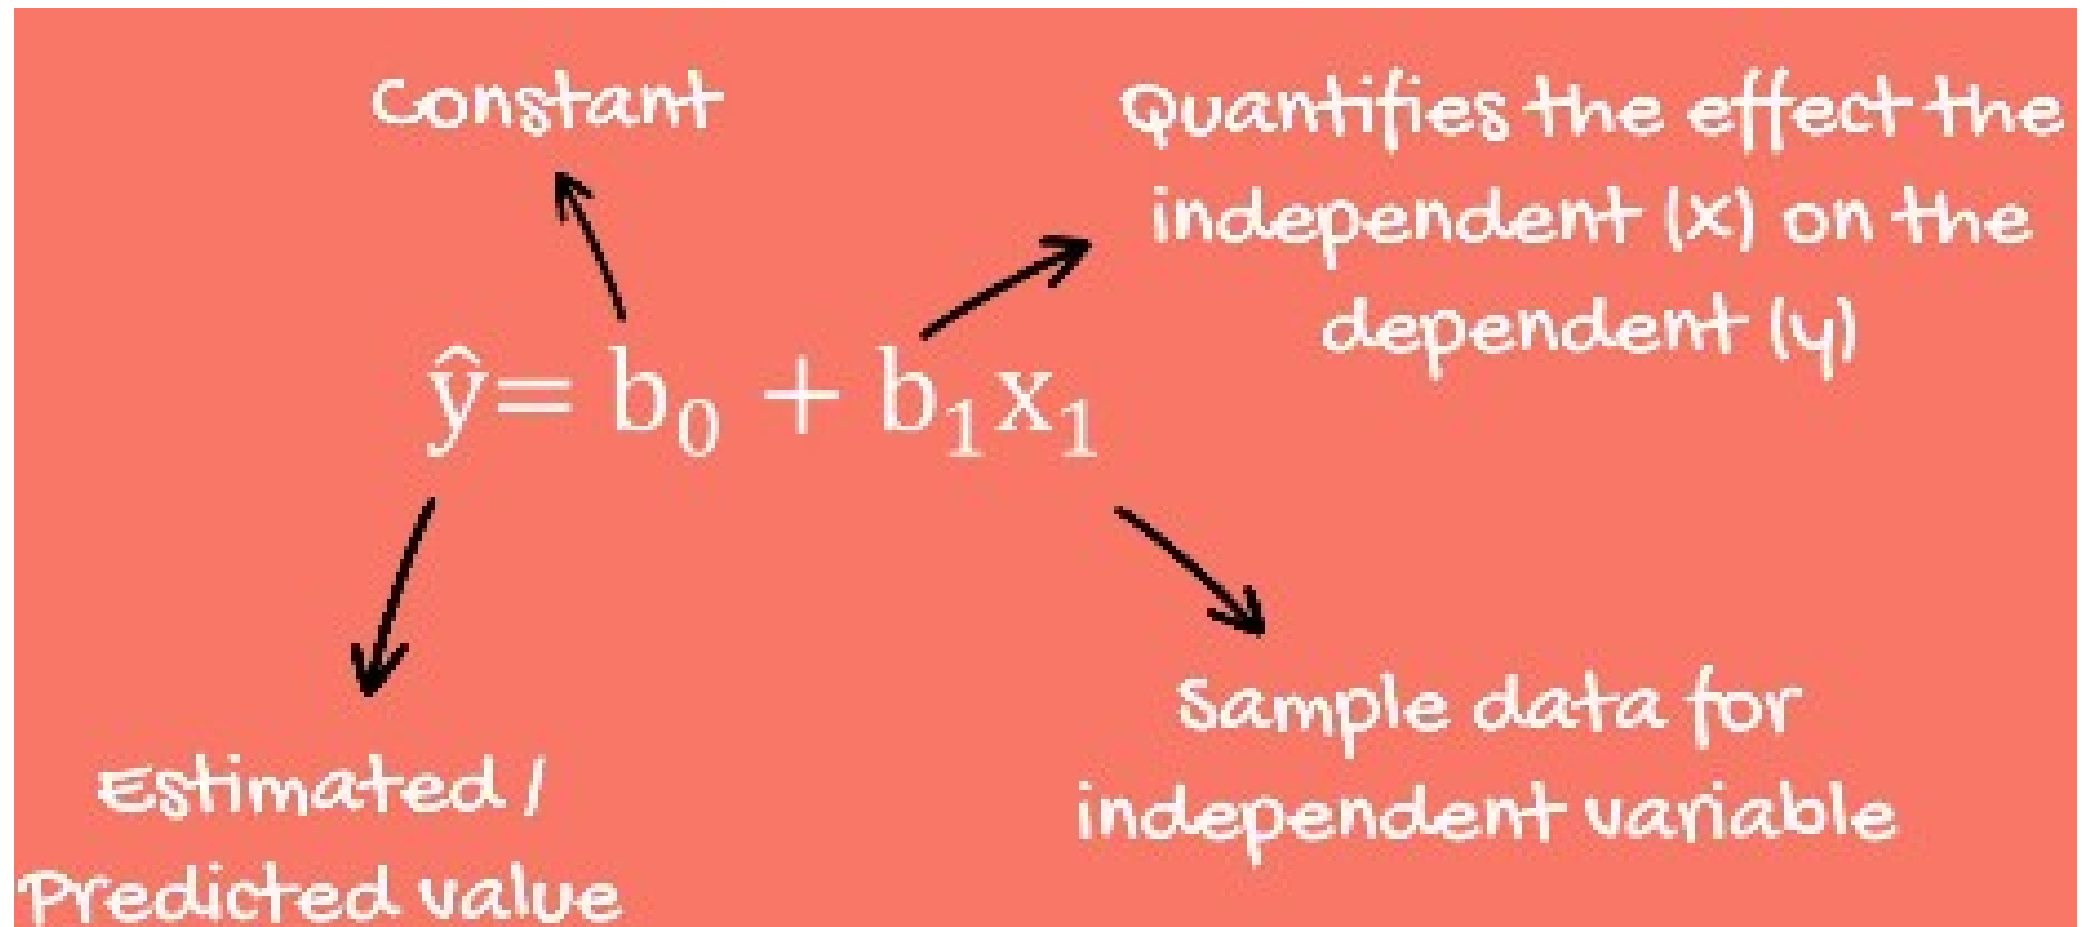 Constant
Quantifies the effect the
independent (x) on the
dependent (y)
ŷ= b₀ + b₁x₁
Sample data for
independent variable
Estimated /
Predicted value